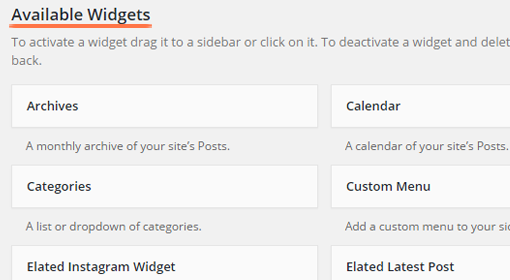 Available Widgets
To activate a widget drag it to a sidebar or click on it. To deactivate a widget and
back.
Archives
Calendar
A monthly archive of your site's Posts.
A calendar of your site's Posts.
Categories
Custom Menu
A list or dropdown of categories.
Add a custom menu to your
Elated Instagram Widget
Elated Latest Post